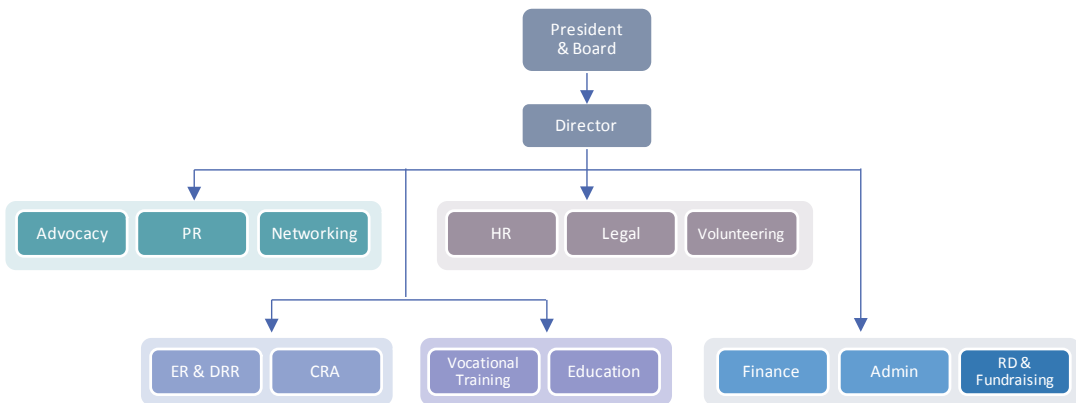 President
& Board
Director
Advocacy
PR
Networking
HR
Legal
Volunteering
ER & DRR
CRA
Vocational
Training
Education
Finance
Admin
RD &
Fundraising